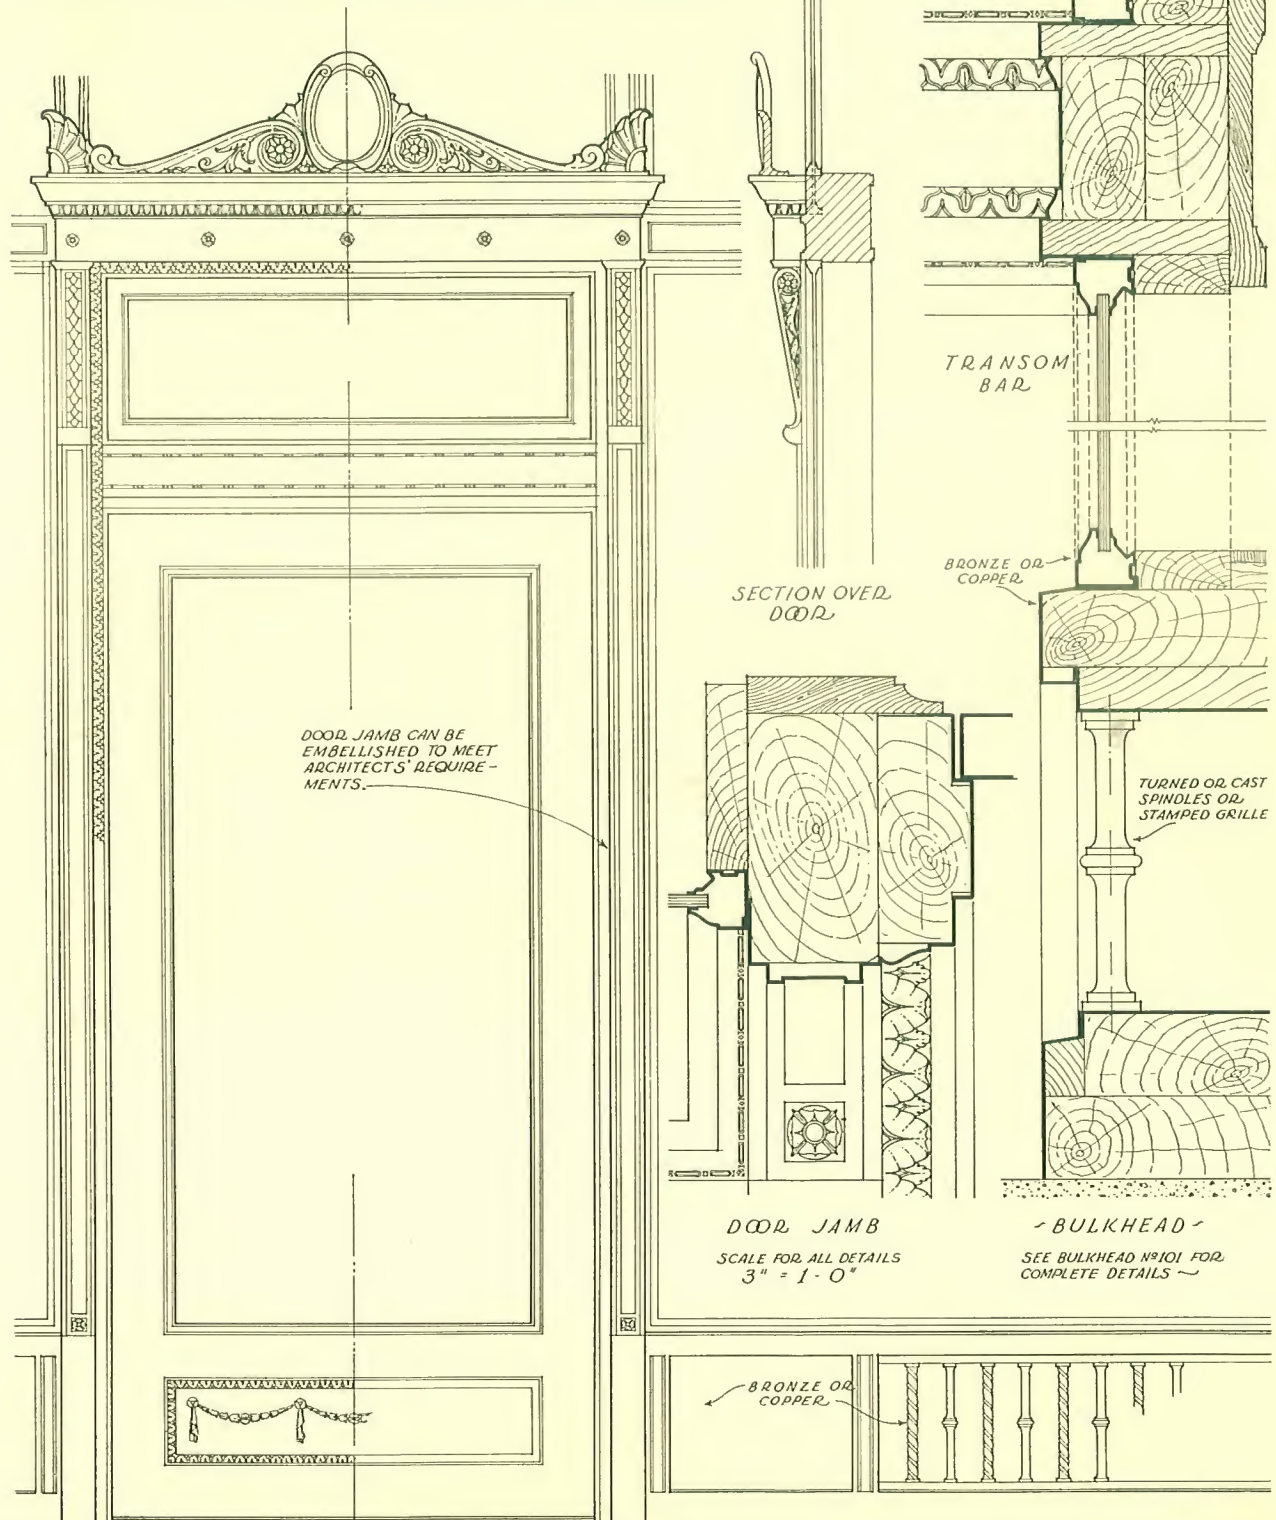 TRANSOM
BAR
BRONZE OR
COPPER
SECTION OVER
DOOR
DOOR JAMB CAN BE
EMBELLISHED TO MEET
ARCHITECTS' REQUIRE-
MENTS.
TURNED OR CAST
SPINDLES OR
STAMPED GRILLE
DOOR JAMB
SCALE FOR ALL DETAILS
3" = 1-0"
~BULKHEAD~
SEE BULKHEAD Nº101 FOR
COMPLETE DETAILS ~
BRONZE OR
COPPER